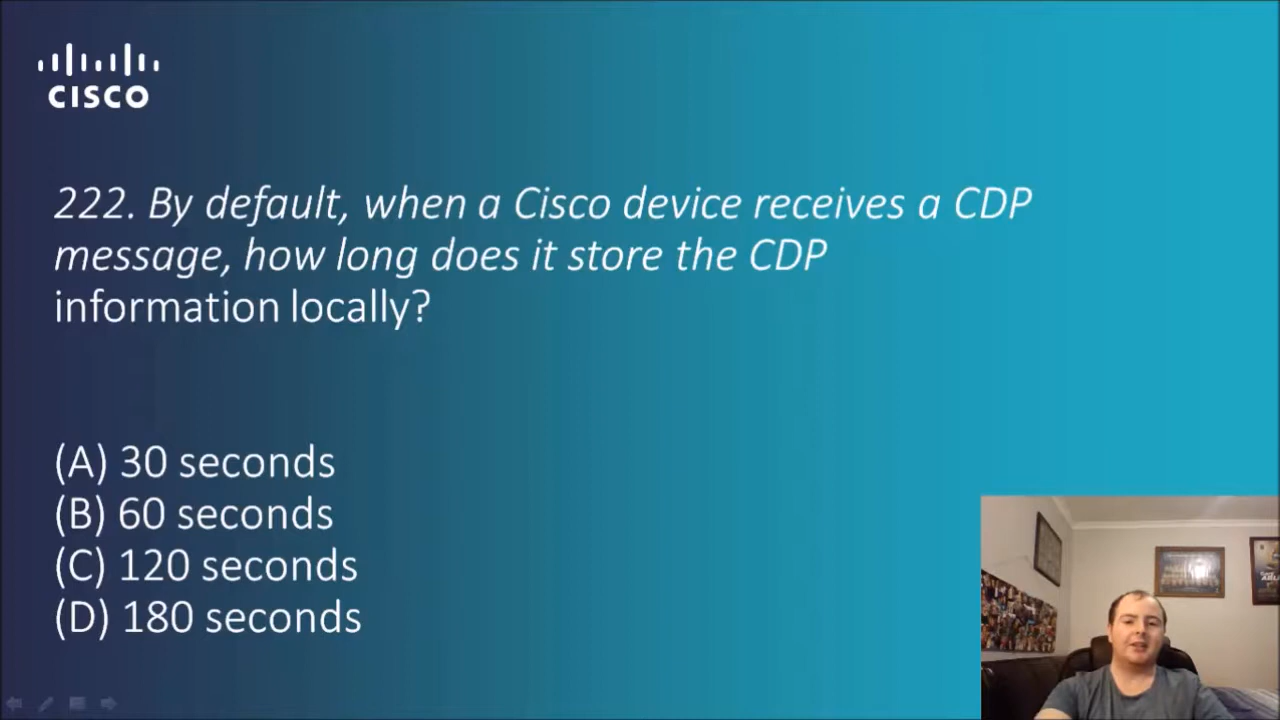 CISCO
222. By default, when a Cisco device receives a CDP
message, how long does it store the CDP
information locally?
(A) 30 seconds
(B) 60 seconds
(C) 120 seconds
(D) 180 seconds